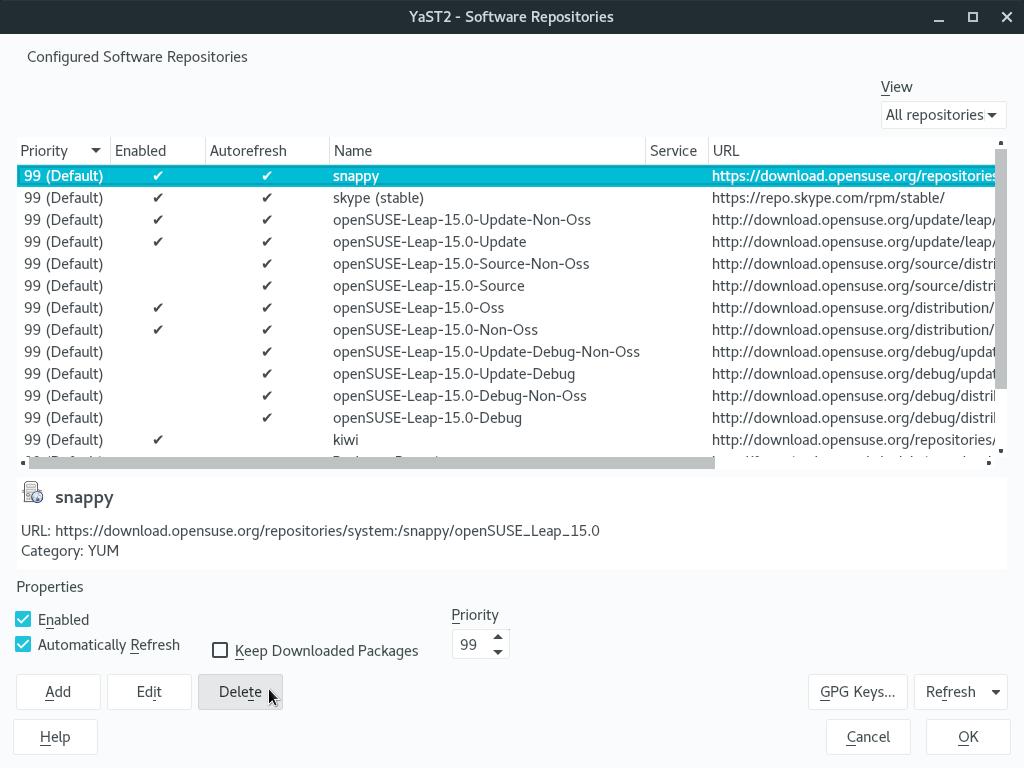 YaST2 - Software Repositories
Configured Software Repositories
View
All repositories
Priority Enabled Autorefresh Name Service URL
99 (Default) ✔ ✔ snappy https://download.opensuse.org/repositories
99 (Default) ✔ ✔ skype (stable) https://repo.skype.com/rpm/stable/
99 (Default) ✔ ✔ openSUSE-Leap-15.0-Update-Non-Oss http://download.opensuse.org/update/leap/
99 (Default) ✔ ✔ openSUSE-Leap-15.0-Update http://download.opensuse.org/update/leap/
99 (Default) ✔ openSUSE-Leap-15.0-Source-Non-Oss http://download.opensuse.org/source/distri
99 (Default) ✔ openSUSE-Leap-15.0-Source http://download.opensuse.org/source/distri
99 (Default) ✔ ✔ openSUSE-Leap-15.0-Oss http://download.opensuse.org/distribution/
99 (Default) ✔ ✔ openSUSE-Leap-15.0-Non-Oss http://download.opensuse.org/distribution/
99 (Default) ✔ openSUSE-Leap-15.0-Update-Debug-Non-Oss http://download.opensuse.org/debug/updat
99 (Default) ✔ openSUSE-Leap-15.0-Update-Debug http://download.opensuse.org/debug/updat
99 (Default) ✔ openSUSE-Leap-15.0-Debug-Non-Oss http://download.opensuse.org/debug/distril
99 (Default) ✔ openSUSE-Leap-15.0-Debug http://download.opensuse.org/debug/distril
99 (Default) ✔ kiwi http://download.opensuse.org/repositories/
snappy
URL: https://download.opensuse.org/repositories/system:/snappy/openSUSE_Leap_15.0
Category: YUM
Properties
Enabled
Automatically Refresh
Keep Downloaded Packages
Priority
99
Add Edit Delete GPG Keys... Refresh
Help Cancel OK